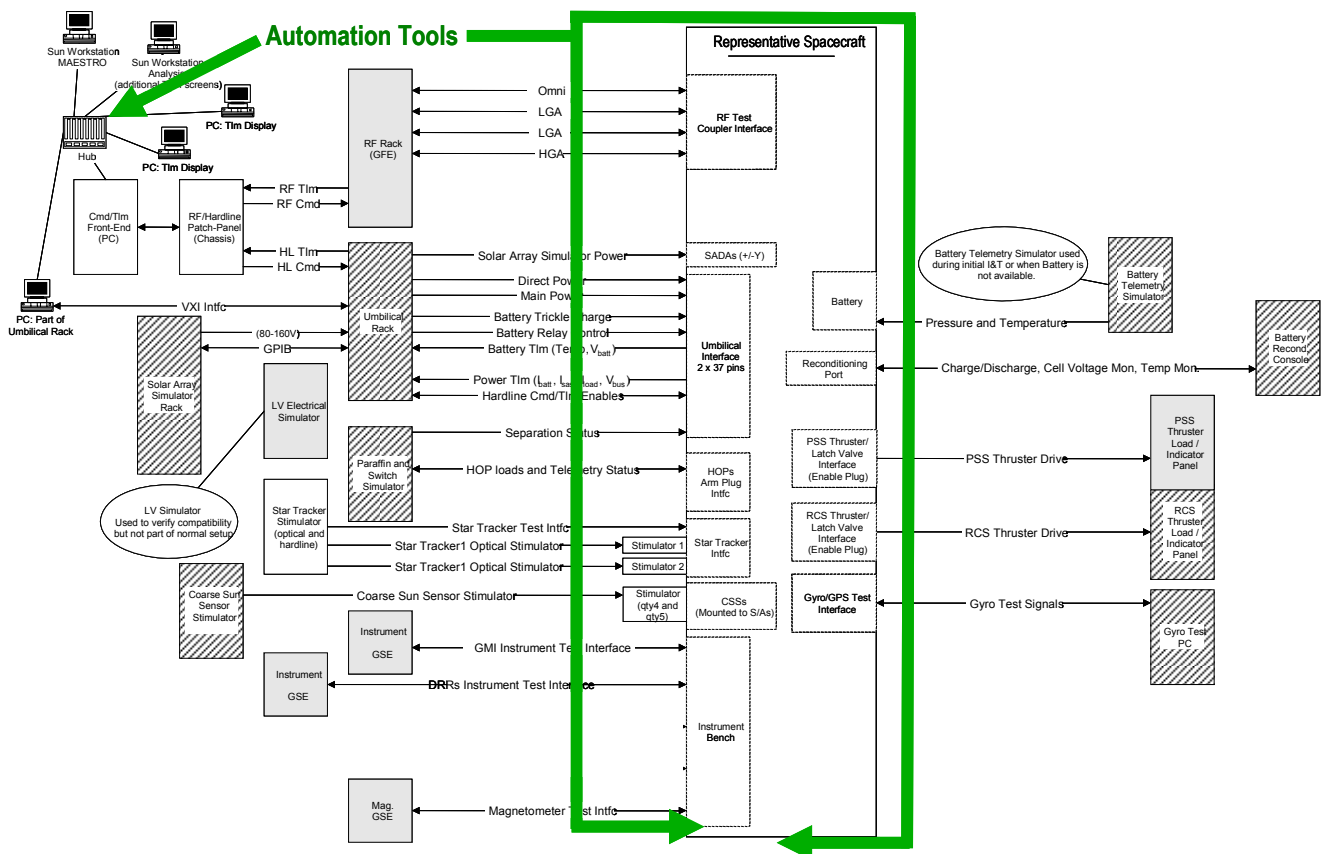 Automation Tools
Representative Spacecraft
Sun Workstation
MAESTRO
Sun Workstation
Analysis
(additional screens)
PC: Tlm Display
PC: Tlm Display
Hub
Cmd/Tlm
Front-End
(PC)
RF/Hardline
Patch-Panel
(Chassis)
RF Tlm
RF Cmd
HL Tlm
HL Cmd
RF Rack
(GFE)
Omni
LGA
LGA
HGA
RF Test
Coupler Interface
PC: Part of
Umbilical Rack
VXI Intfc
(80-160V)
GPIB
Solar Array
Simulator
Rack
Umbilical
Rack
Solar Array Simulator Power
Direct Power
Main Power
Battery Trickle Charge
Battery Relay Control
Battery Tlm (Temp, Vbatt)
Power Tlm (Ibatt, Isas, Iload, Vbus)
Hardline Cmd/Tlm Enables
SADAs (+/-Y)
Umbilical
Interface
2 x 37 pins
LV Electrical
Simulator
LV Simulator
Used to verify compatibility
but not part of normal setup
Separation Status
Paraffin and
Switch
Simulator
HOP loads and Telemetry Status
HOPs
Arm Plug
Intfc
Star Tracker
Stimulator
(optical and
hardline)
Star Tracker Test Intfc
Star Tracker1 Optical Stimulator
Star Tracker1 Optical Stimulator
Stimulator 1
Stimulator 2
Star Tracker
Intfc
Coarse Sun
Sensor
Stimulator
Coarse Sun Sensor Stimulator
Stimulator
(qty4 and
qty5)
CSSs
(Mounted to S/As)
Instrument
GSE
GMI Instrument Test Interface
Instrument
GSE
DRRs Instrument Test Interface
Instrument
Bench
Mag.
GSE
Magnetometer Test Intfc
Battery
Reconditioning
Port
PSS Thruster/
Latch Valve
Interface
(Enable Plug)
RCS Thruster/
Latch Valve
Interface
(Enable Plug)
Gyro/GPS Test
Interface
Battery Telemetry Simulator used
during initial I&T or when Battery is
not available.
Battery
Telemetry
Simulator
Pressure and Temperature
Battery
Recond
Console
Charge/Discharge, Cell Voltage Mon, Temp Mon.
PSS Thruster Drive
PSS
Thruster
Load /
Indicator
Panel
RCS Thruster Drive
RCS
Thruster
Load /
Indicator
Panel
Gyro Test Signals
Gyro Test
PC